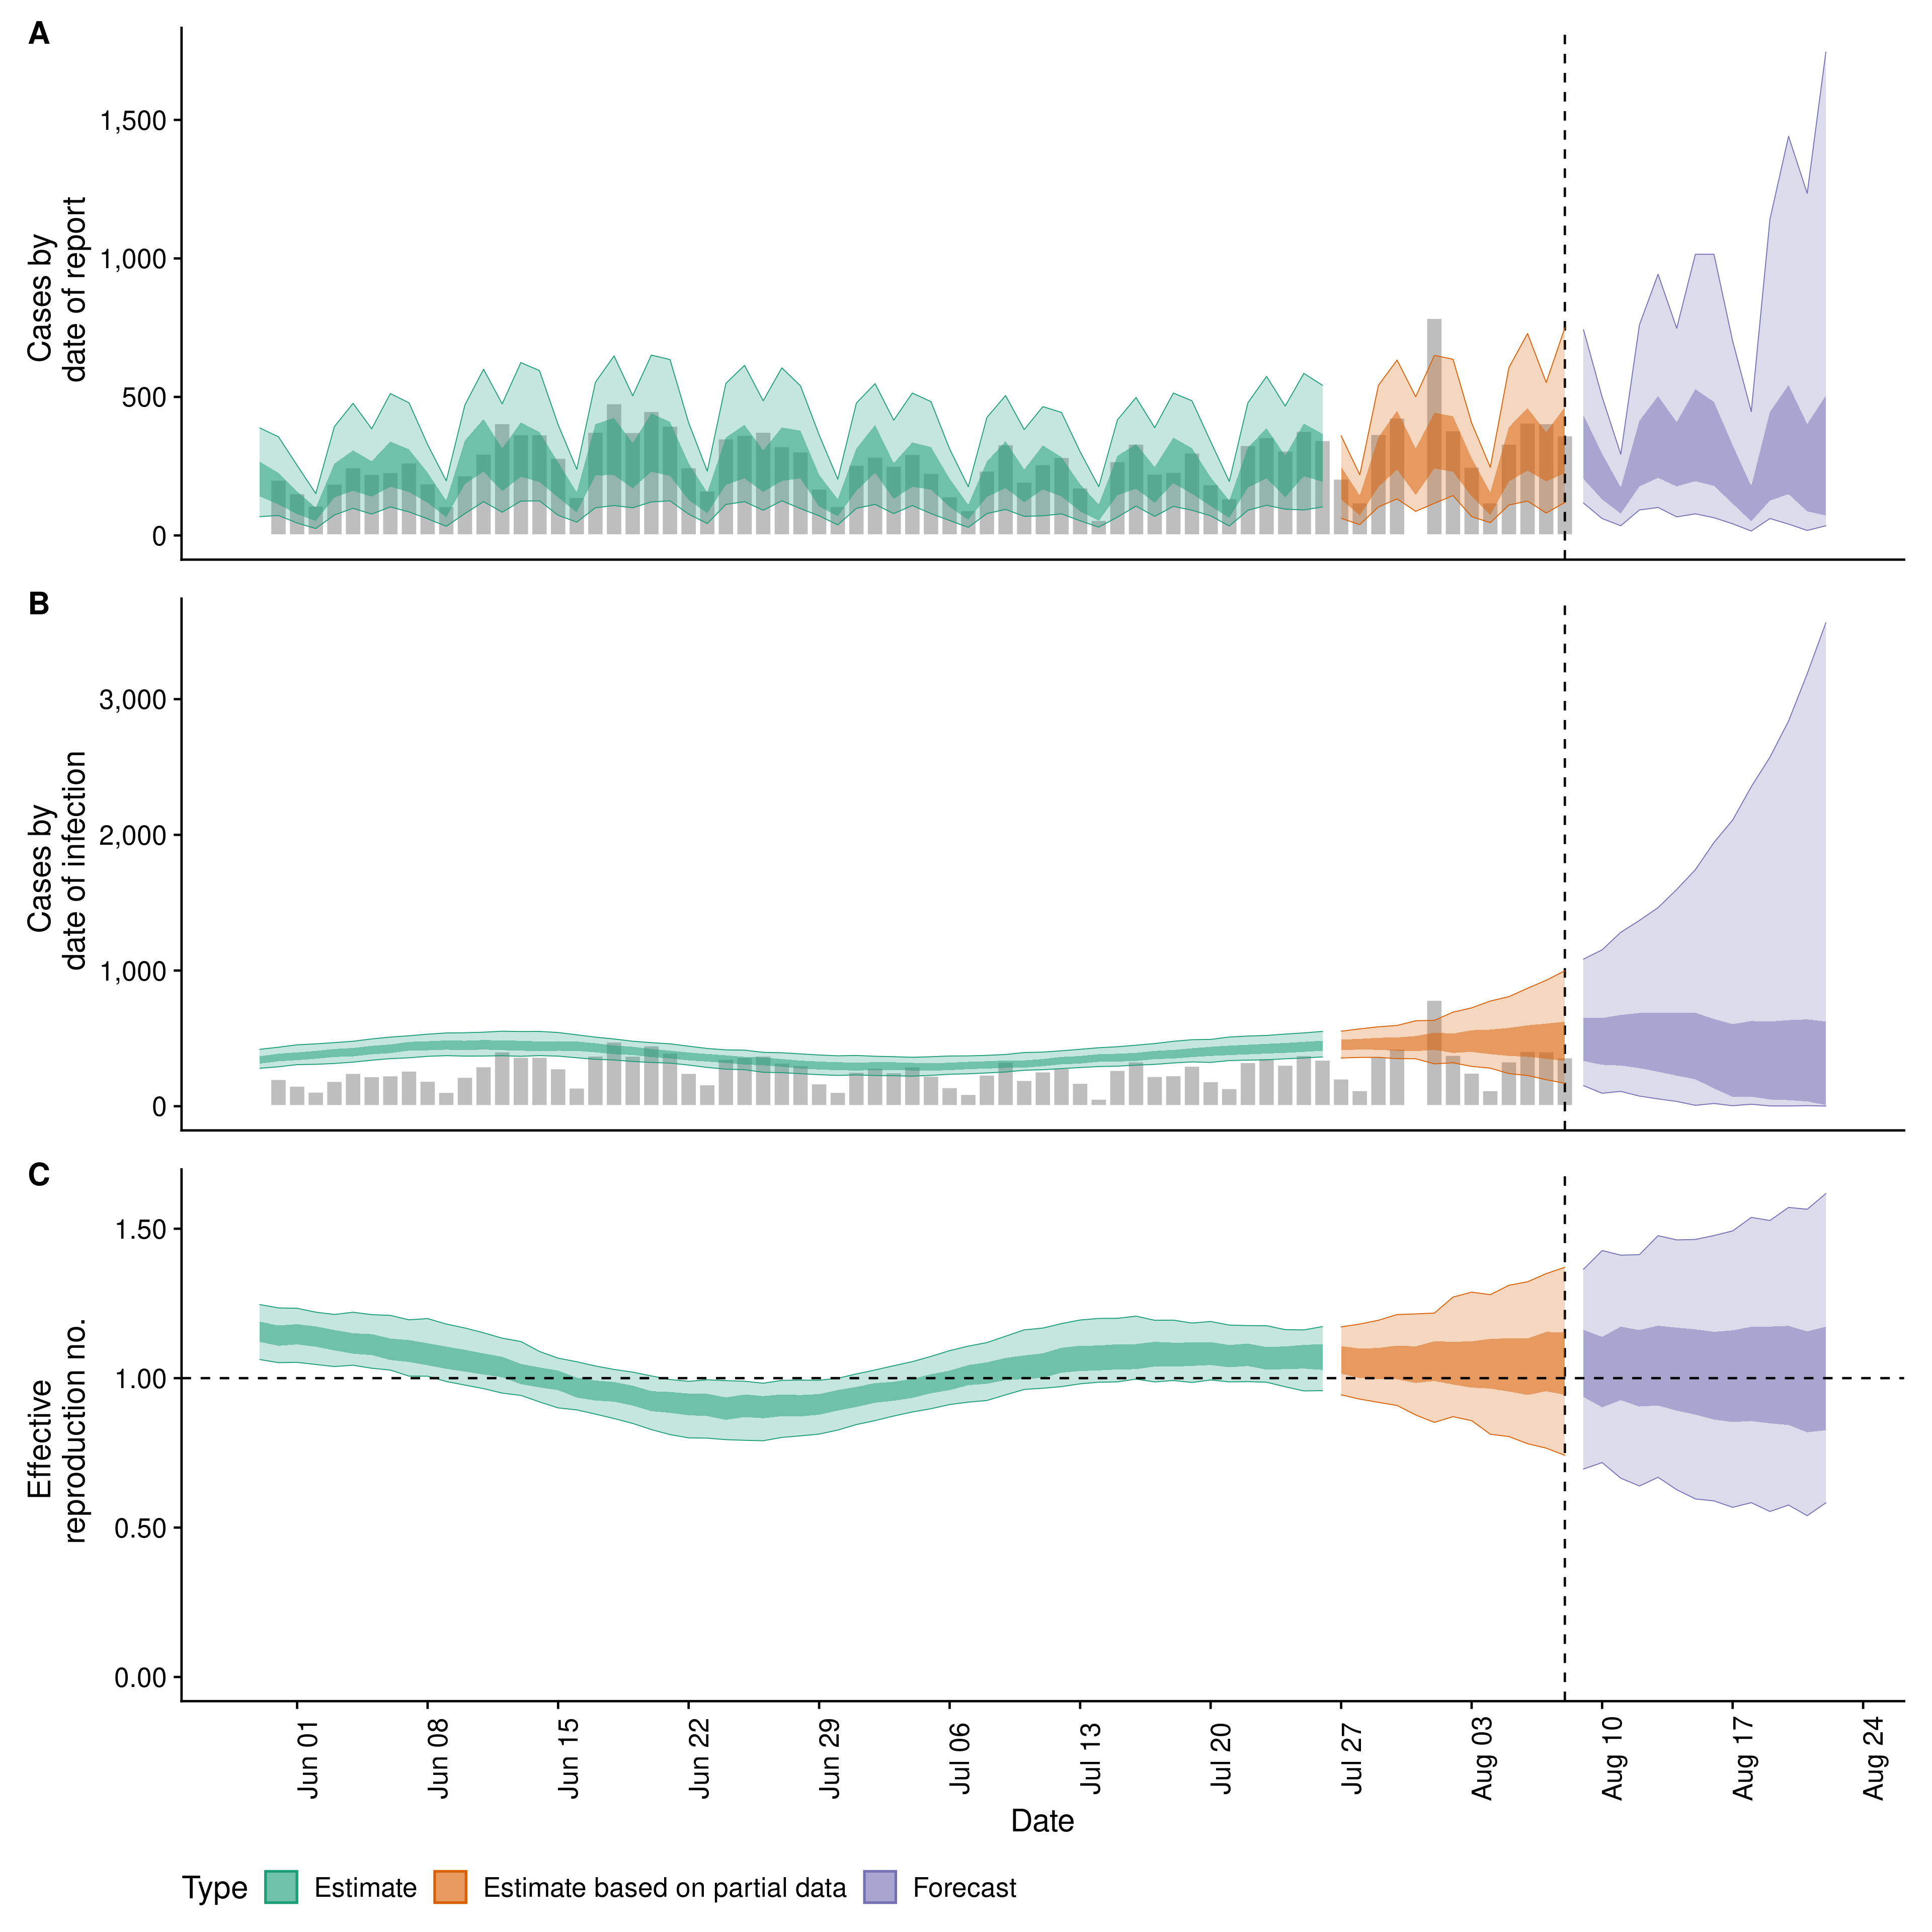 A
Cases by
date of report
1,500
1,000
500
0
B
Cases by
date of infection
3,000
2,000
1,000
0
C
Effective
reproduction no.
1.50
1.00
0.50
0.00
Jun 01
Jun 08
Jun 15
Jun 22
Jun 29
Jul 06
Jul 13
Jul 20
Jul 27
Aug 03
Aug 10
Aug 17
Aug 24
Date
Type
Estimate
Estimate based on partial data
Forecast